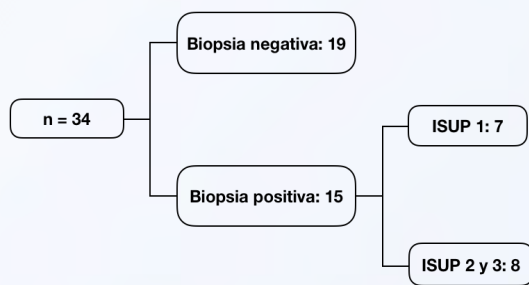 Biopsia negativa: 19
n = 34
ISUP 1: 7
Biopsia positiva: 15
ISUP 2 y 3: 8